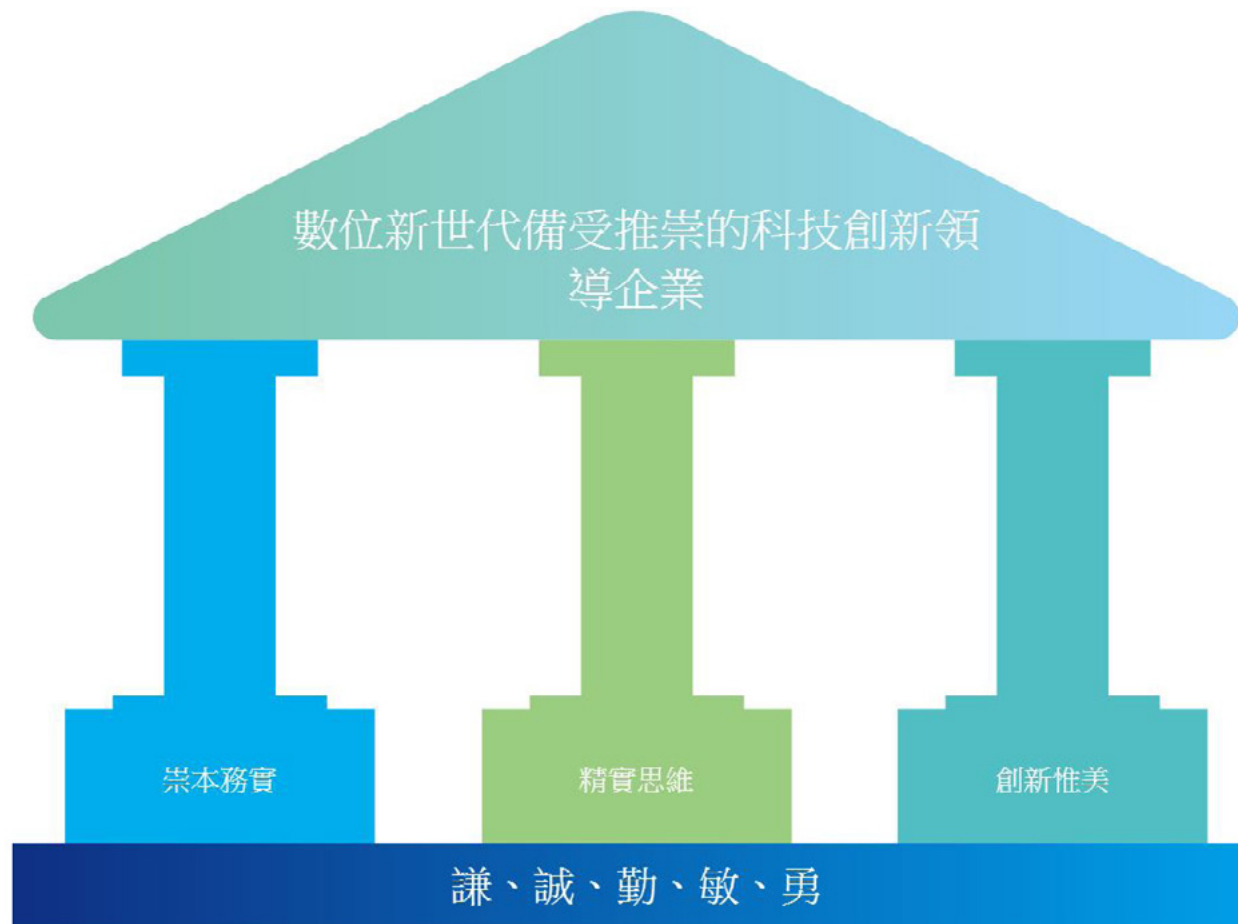 數位新世代備受推崇的科技創新領
導企業
崇本務實
精實思維
創新惟美
謙、誠、勤、敏、勇